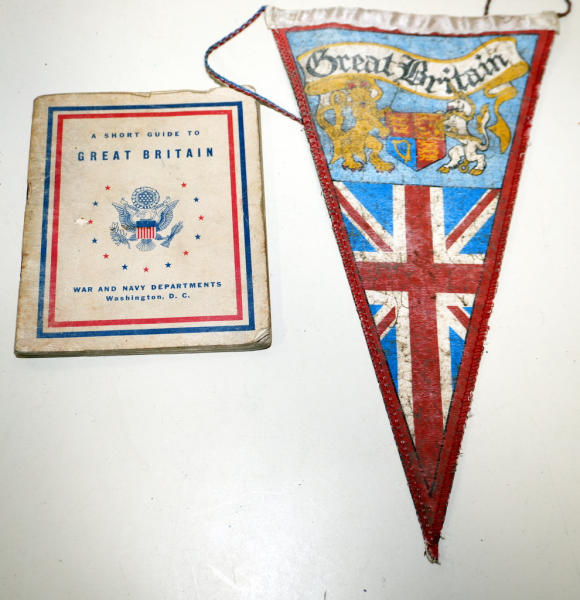 A SHORT GUIDE TO
GREAT BRITAIN
WAR AND NAVY DEPARTMENTS
Washington, D. C.
Great Britain